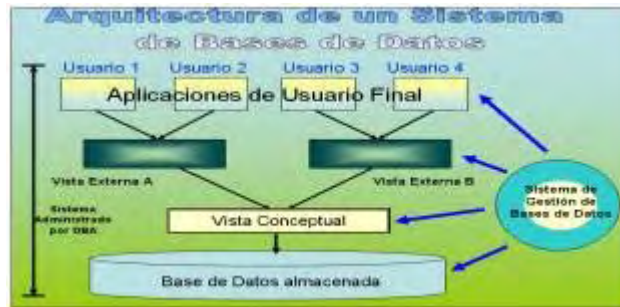 Arquitectura de un Sistema
de Bases de Datos
Usuario 1 Usuario 2 Usuario 3 Usuario 4
Aplicaciones de Usuario Final
Vista Externa A Vista Externa B
Sistema
Administrado
por DBA
Sistema de
Gestión de
Bases de Datos
Vista Conceptual
Base de Datos almacenada